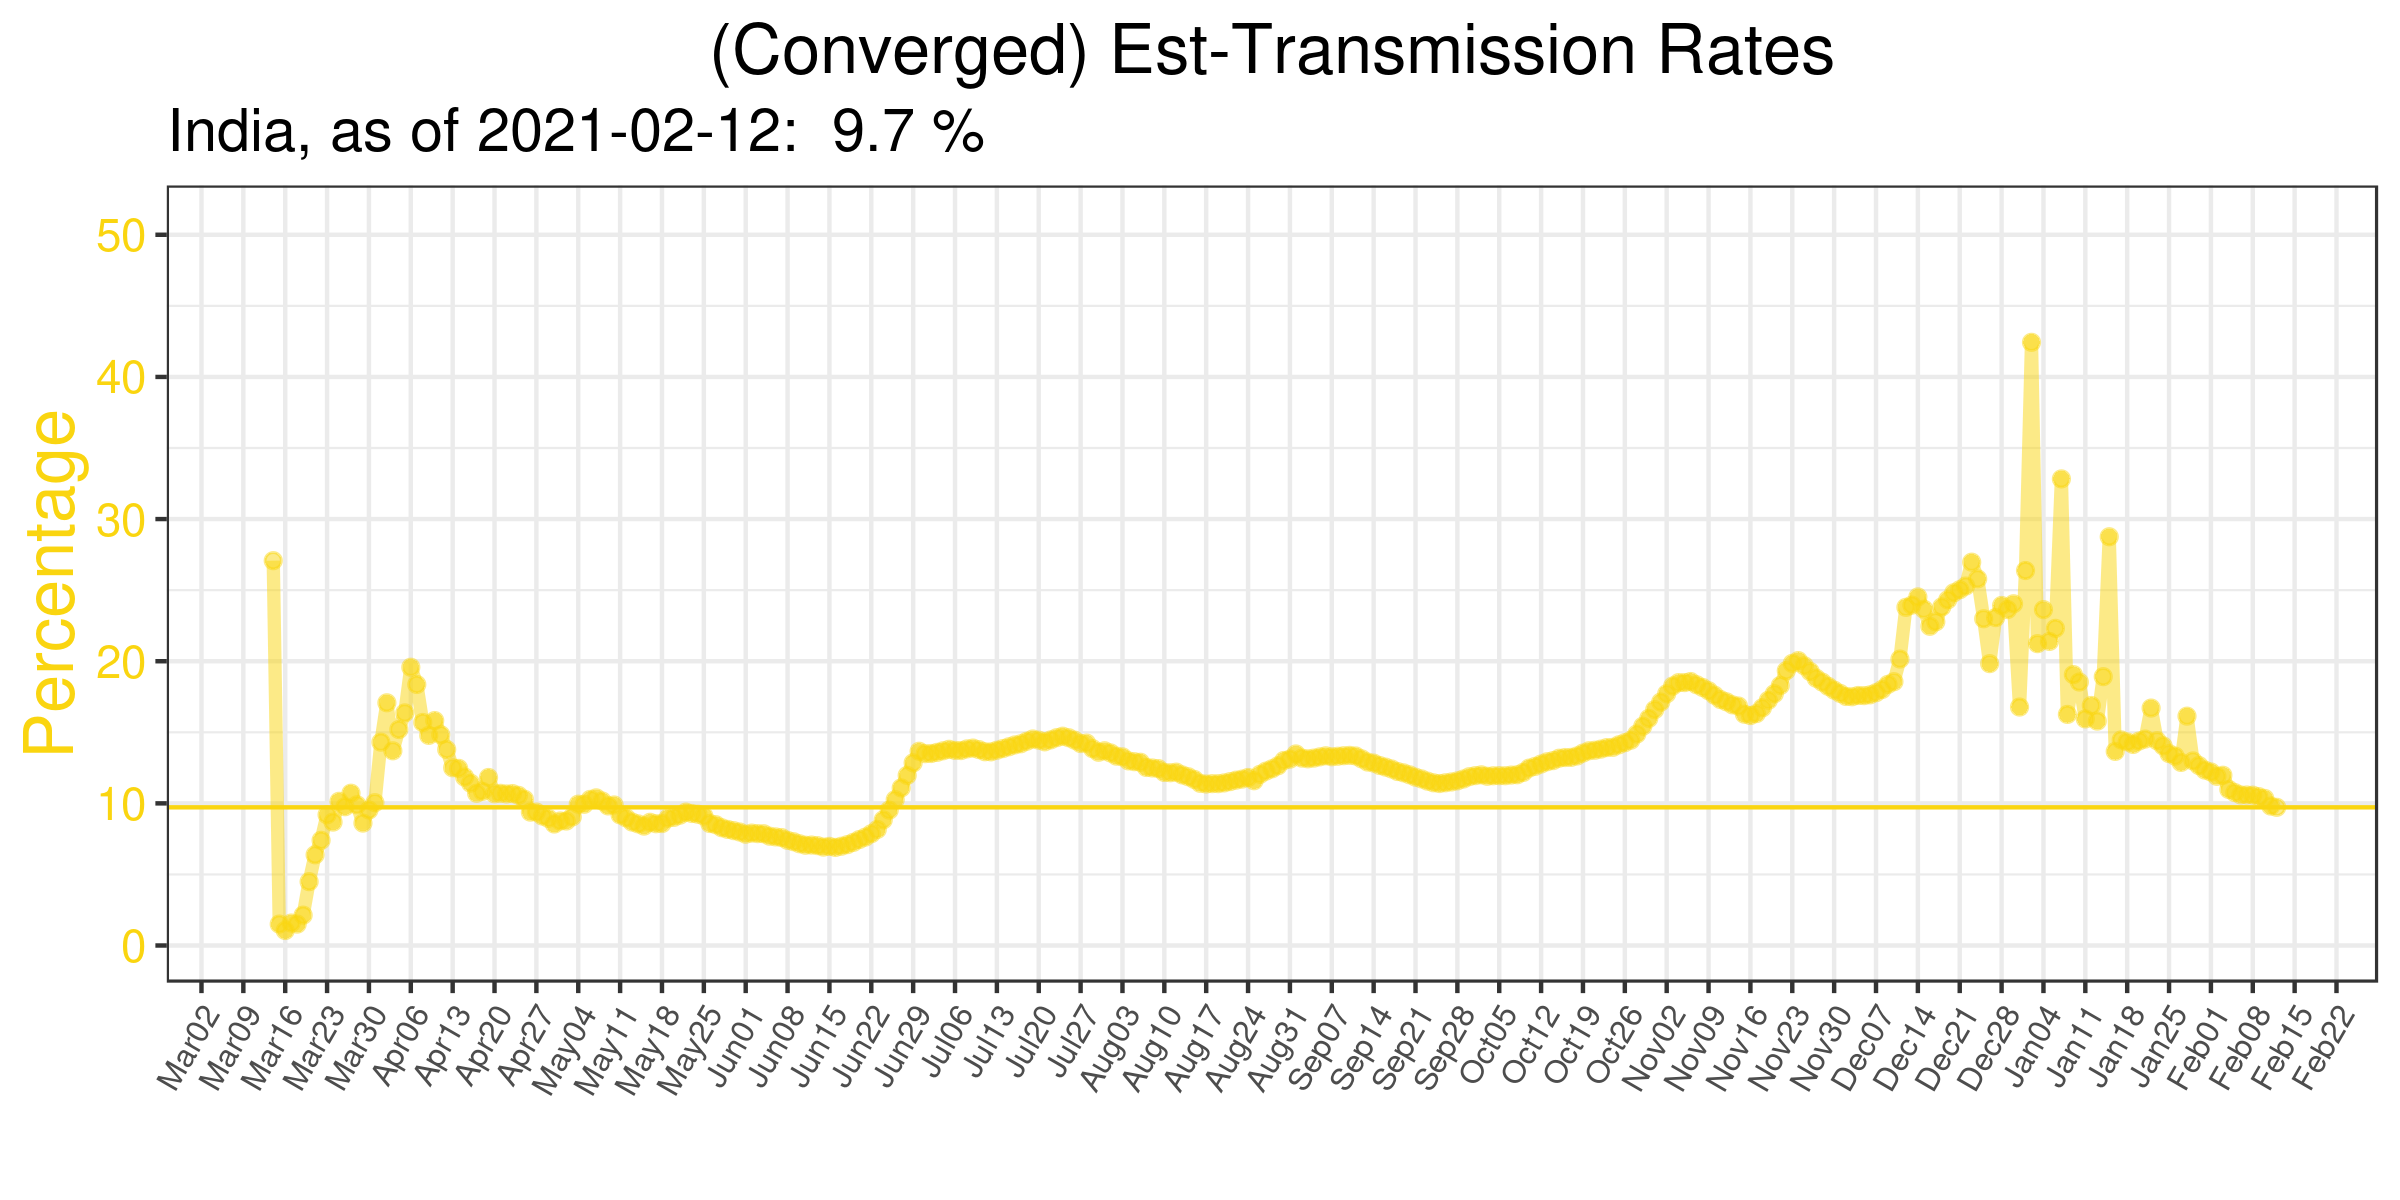 (Converged) Est-Transmission Rates
India, as of 2021-02-12:  9.7 %
Percentage
50
40
30
20
10
0
Mar02 Mar09 Mar16 Mar23 Mar30 Apr06 Apr13 Apr20 Apr27 May04 May11 May18 May25 Jun01 Jun08 Jun15 Jun22 Jun29 Jul06 Jul13 Jul20 Jul27 Aug03 Aug10 Aug17 Aug24 Aug31 Sep07 Sep14 Sep21 Sep28 Oct05 Oct12 Oct19 Oct26 Nov02 Nov09 Nov16 Nov23 Nov30 Dec07 Dec14 Dec21 Dec28 Jan04 Jan11 Jan18 Jan25 Feb01 Feb08 Feb15 Feb22